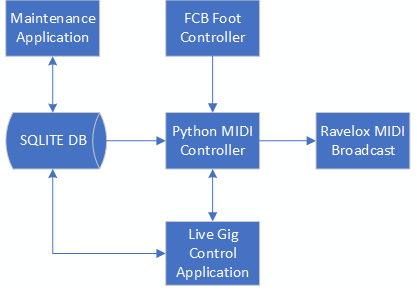 Maintenance
Application
FCB Foot
Controller
SQLITE DB
Python MIDI
Controller
Ravelox MIDI
Broadcast
Live Gig
Control
Application